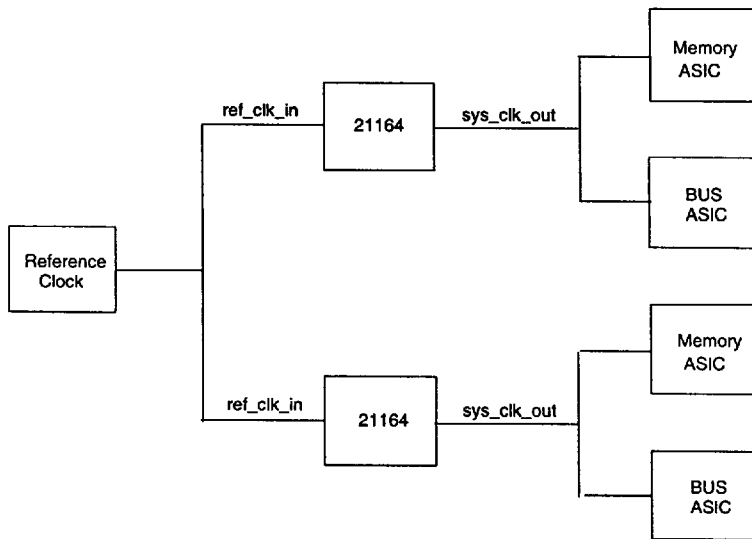 Memory
ASIC
ref_clk_in
21164
sys_clk_out
BUS
ASIC
Reference
Clock
Memory
ASIC
ref_clk_in
21164
sys_clk_out
BUS
ASIC